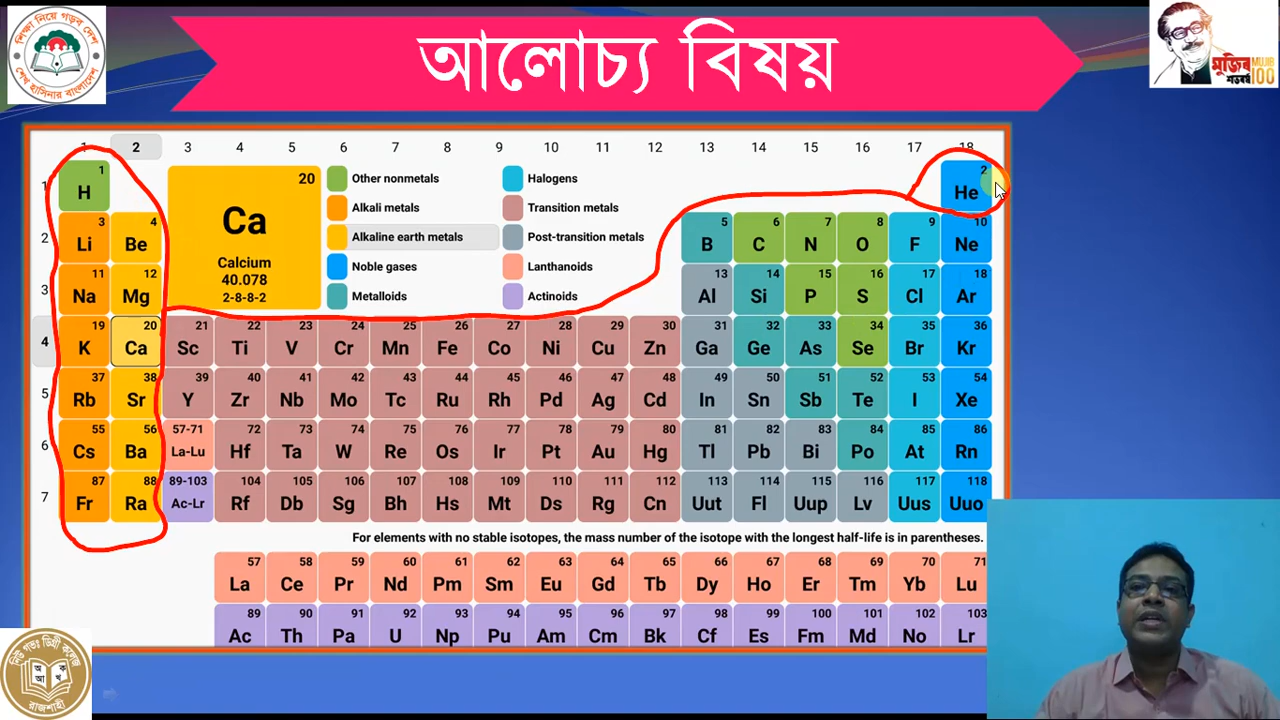 শিক্ষা নিয়ে গড়ব দেশ
শেখ হাসিনার বাংলাদেশ
আলোচ্য বিষয়
মুজিব MUJIB
শতবর্ষ 100
1 2 3 4 5 6 7 8 9 10 11 12 13 14 15 16 17 18
20
Ca
Calcium
40.078
2-8-8-2
Other nonmetals
Alkali metals
Alkaline earth metals
Noble gases
Metalloids
Halogens
Transition metals
Post-transition metals
Lanthanoids
Actinoids
1 1 2
H He
2 3 4 5 6 7 8 9 10
Li Be B C N O F Ne
3 11 12 13 14 15 16 17 18
Na Mg Al Si P S Cl Ar
4 19 20 21 22 23 24 25 26 27 28 29 30 31 32 33 34 35 36
K Ca Sc Ti V Cr Mn Fe Co Ni Cu Zn Ga Ge As Se Br Kr
5 37 38 39 40 41 42 43 44 45 46 47 48 49 50 51 52 53 54
Rb Sr Y Zr Nb Mo Tc Ru Rh Pd Ag Cd In Sn Sb Te I Xe
6 55 56 57-71 72 73 74 75 76 77 78 79 80 81 82 83 84 85 86
Cs Ba La-Lu Hf Ta W Re Os Ir Pt Au Hg Tl Pb Bi Po At Rn
7 87 88 89-103 104 105 106 107 108 109 110 111 112 113 114 115 116 117 118
Fr Ra Ac-Lr Rf Db Sg Bh Hs Mt Ds Rg Cn Uut Fl Uup Lv Uus Uuo
For elements with no stable isotopes, the mass number of the isotope with the longest half-life is in parentheses.
57 58 59 60 61 62 63 64 65 66 67 68 69 70 71
La Ce Pr Nd Pm Sm Eu Gd Tb Dy Ho Er Tm Yb Lu
89 90 91 92 93 94 95 96 97 98 99 100 101 102 103
Ac Th Pa U Np Pu Am Cm Bk Cf Es Fm Md No Lr
নিউ গভঃ ডিগ্রী কলেজ
অ ক
আ খ
রাজশাহী